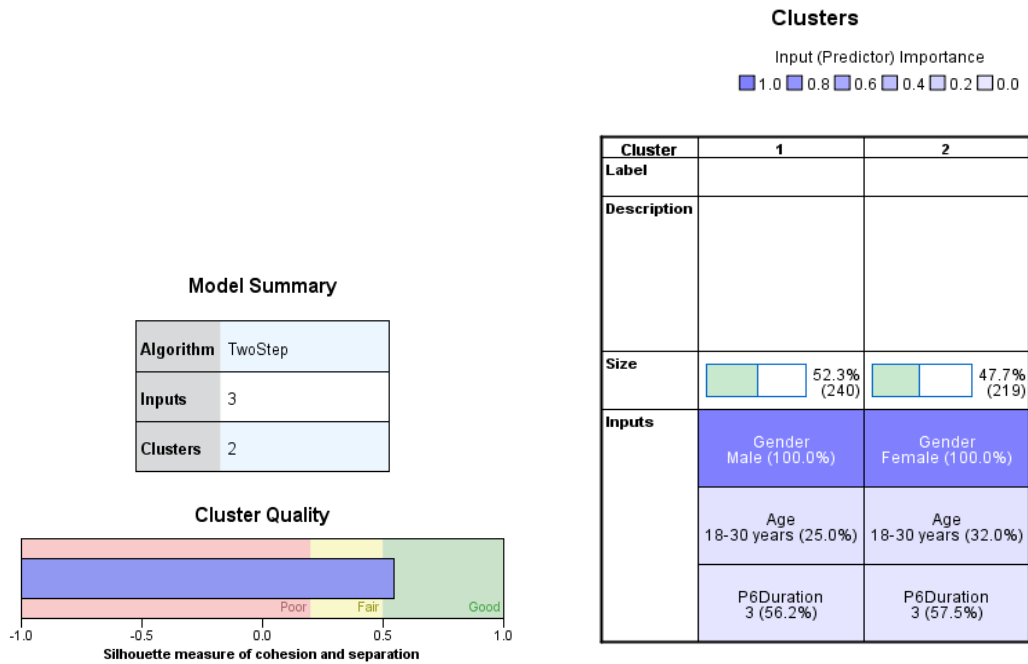 Model Summary
Algorithm TwoStep
Inputs 3
Clusters 2
Cluster Quality
Poor Fair Good
-1.0 -0.5 0.0 0.5 1.0
Silhouette measure of cohesion and separation
Clusters
Input (Predictor) Importance
1.0 0.8 0.6 0.4 0.2 0.0
Cluster 1 2
Label
Description
Size 52.3% 47.7%
(240) (219)
Inputs
Gender Gender
Male (100.0%) Female (100.0%)
Age Age
18-30 years (25.0%) 18-30 years (32.0%)
P6Duration P6Duration
3 (56.2%) 3 (57.5%)